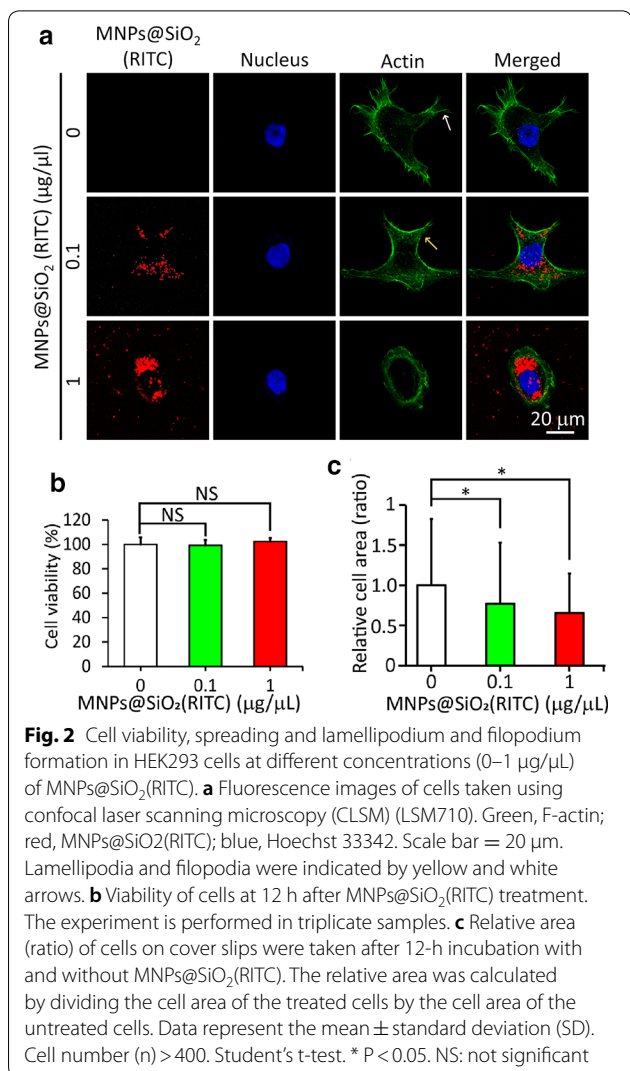 a
MNPs@SiO₂
(RITC)
Nucleus
Actin
Merged
MNPs@SiO₂ (RITC) (µg/µl)
0
0.1
1
20 µm
b
NS
NS
Cell viability (%)
120
100
80
60
40
20
0
0
0.1
1
MNPs@SiO₂(RITC) (µg/µL)
c
*
*
Relative cell area (ratio)
1
1.5
1.0
0.5
0
0
0.1
1
MNPs@SiO₂(RITC) (µg/µL)
Fig. 2 Cell viability, spreading and lamellipodium and filopodium
formation in HEK293 cells at different concentrations (0–1 µg/µL)
of MNPs@SiO₂(RITC). a Fluorescence images of cells taken using
confocal laser scanning microscopy (CLSM) (LSM710). Green, F-actin;
red, MNPs@SiO2(RITC); blue, Hoechst 33342. Scale bar = 20 µm.
Lamellipodia and filopodia were indicated by yellow and white
arrows. b Viability of cells at 12 h after MNPs@SiO₂(RITC) treatment.
The experiment is performed in triplicate samples. c Relative area
(ratio) of cells on cover slips were taken after 12-h incubation with
and without MNPs@SiO₂(RITC). The relative area was calculated
by dividing the cell area of the treated cells by the cell area of the
untreated cells. Data represent the mean ± standard deviation (SD).
Cell number (n) > 400. Student's t-test. * P < 0.05. NS: not significant